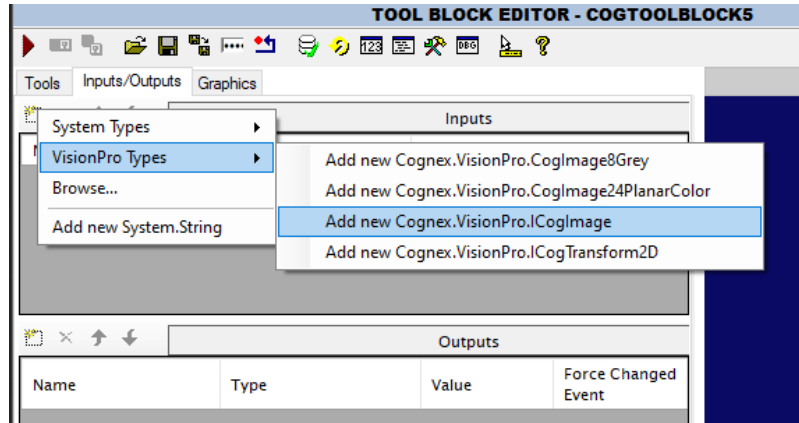 TOOL BLOCK EDITOR - COGTOOLBLOCK5
123
DBG
Tools
Inputs/Outputs
Graphics
Inputs
System Types
VisionPro Types
Browse...
Add new System.String
Add new Cognex.VisionPro.CogImage8Grey
Add new Cognex.VisionPro.CogImage24PlanarColor
Add new Cognex.VisionPro.ICogImage
Add new Cognex.VisionPro.ICogTransform2D
Outputs
Name
Type
Value
Force Changed
Event